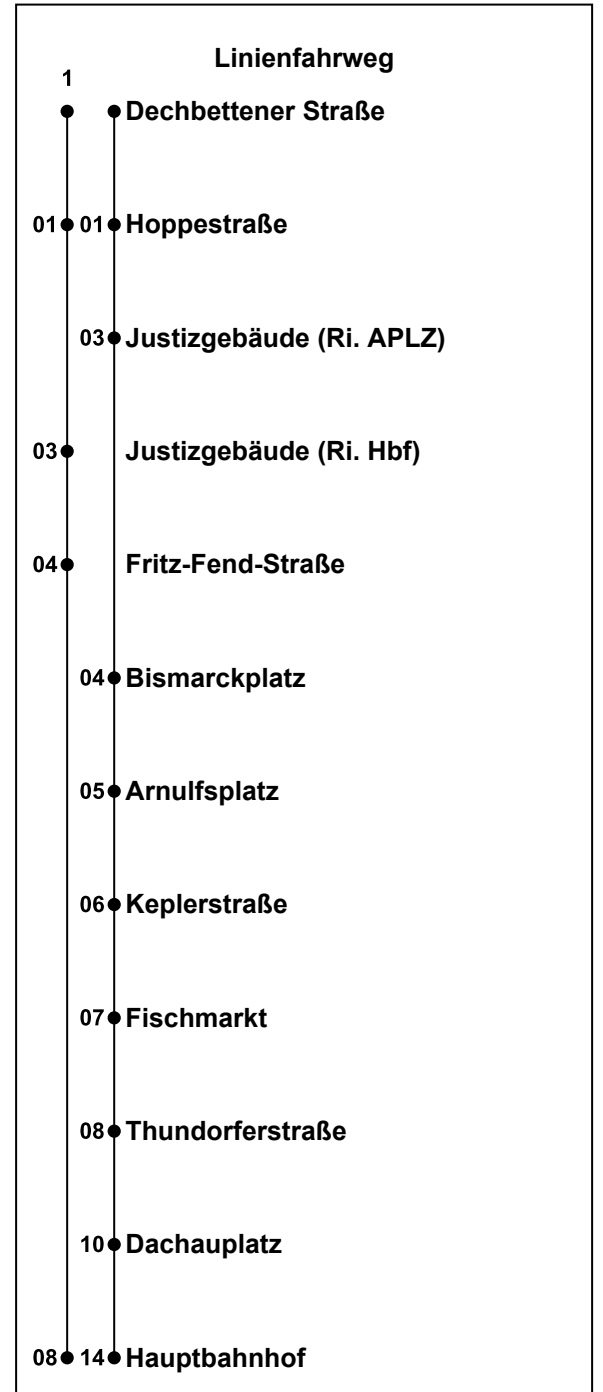 Linienfahrweg
1
Dechbettener Straße
01 01 Hoppestraße
03 Justizgebäude (Ri. APLZ)
03 Justizgebäude (Ri. Hbf)
04 Fritz-Fend-Straße
04 Bismarckplatz
05 Arnulfsplatz
06 Keplerstraße
07 Fischmarkt
08 Thundorferstraße
10 Dachauplatz
08 14 Hauptbahnhof